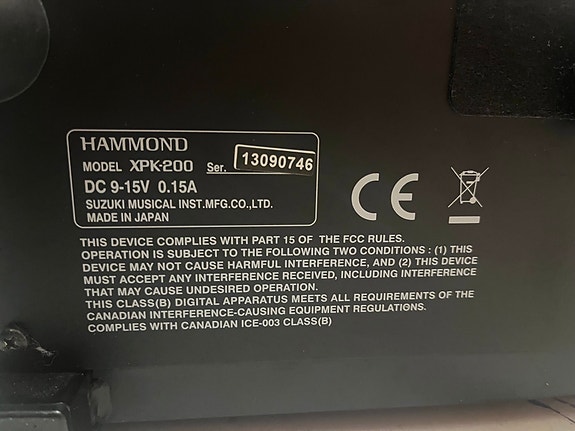 HAMMOND
MODEL XPK-200 Ser. 13090746
DC 9-15V 0.15A
SUZUKI MUSICAL INST.MFG.CO.,LTD.
MADE IN JAPAN
CE
THIS DEVICE COMPLIES WITH PART 15 OF THE FCC RULES.
OPERATION IS SUBJECT TO THE FOLLOWING TWO CONDITIONS : (1) THIS
DEVICE MAY NOT CAUSE HARMFUL INTERFERENCE, AND (2) THIS DEVICE
MUST ACCEPT ANY INTERFERENCE RECEIVED, INCLUDING INTERFERENCE
THAT MAY CAUSE UNDESIRED OPERATION.
THIS CLASS(B) DIGITAL APPARATUS MEETS ALL REQUIREMENTS OF THE
CANADIAN INTERFERENCE-CAUSING EQUIPMENT REGULATIONS.
COMPLIES WITH CANADIAN ICE-003 CLASS(B)